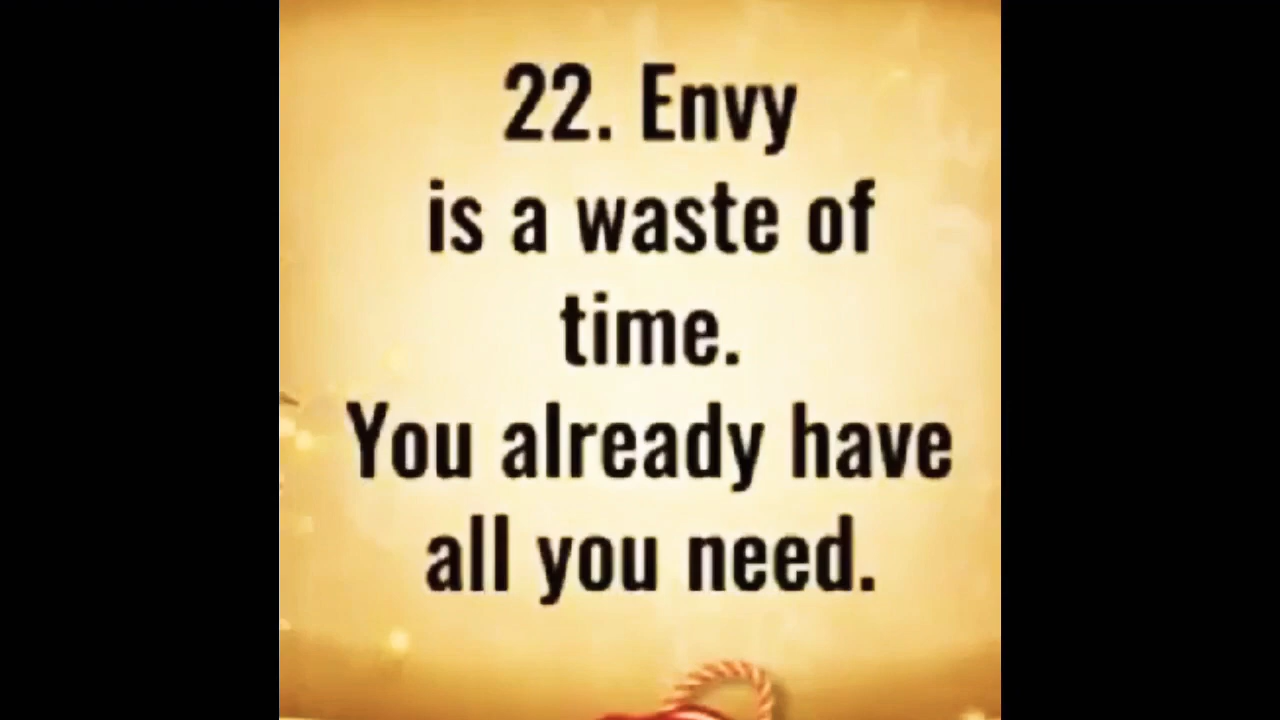 22. Envy
is a waste of
time.
You already have
all you need.